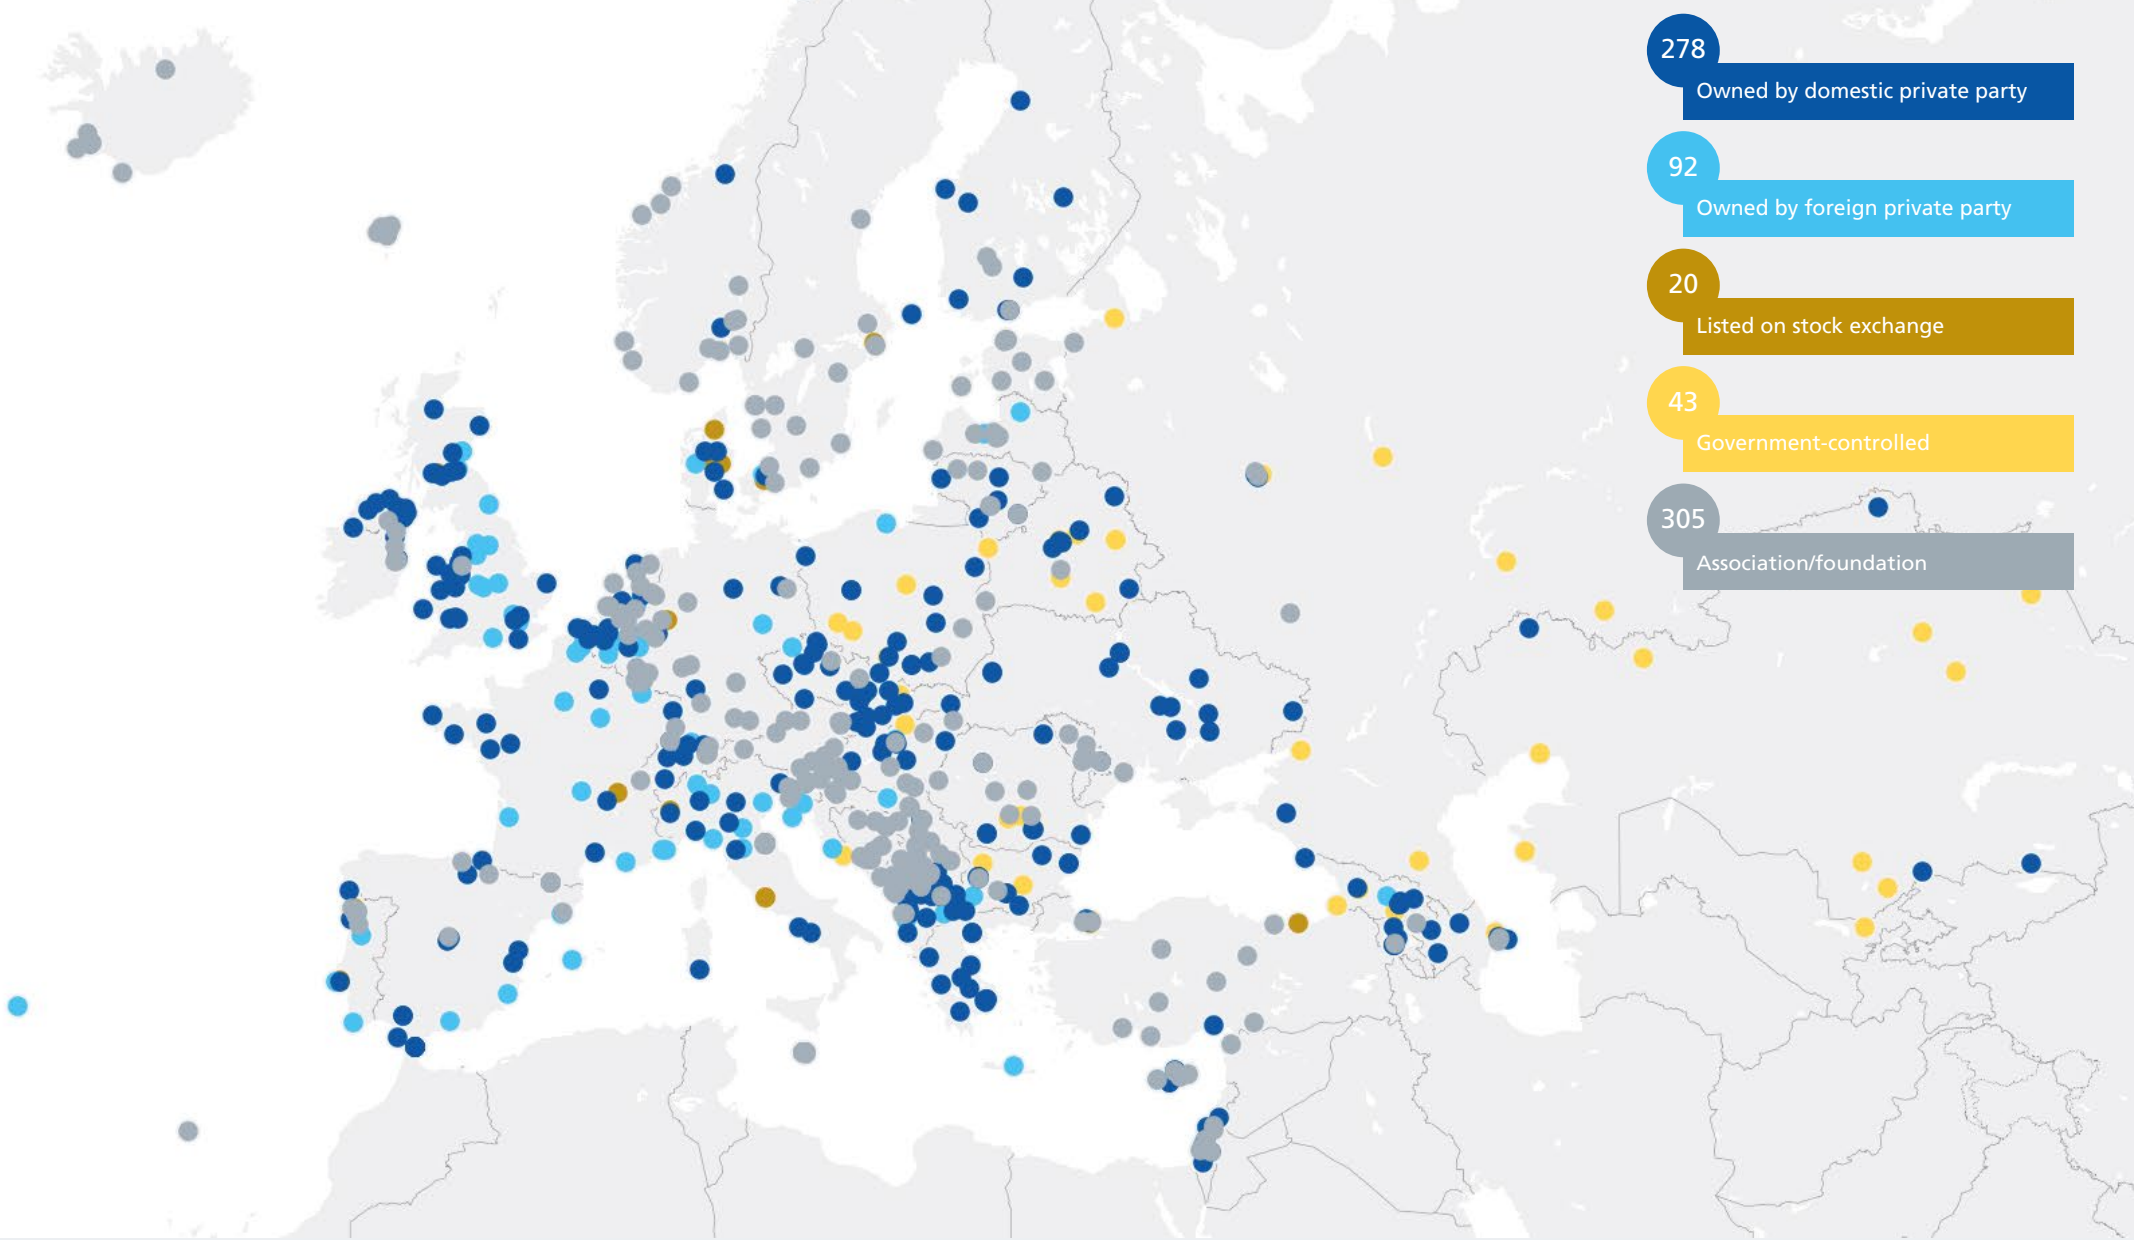 278
Owned by domestic private party
92
Owned by foreign private party
20
Listed on stock exchange
43
Government-controlled
305
Association/foundation